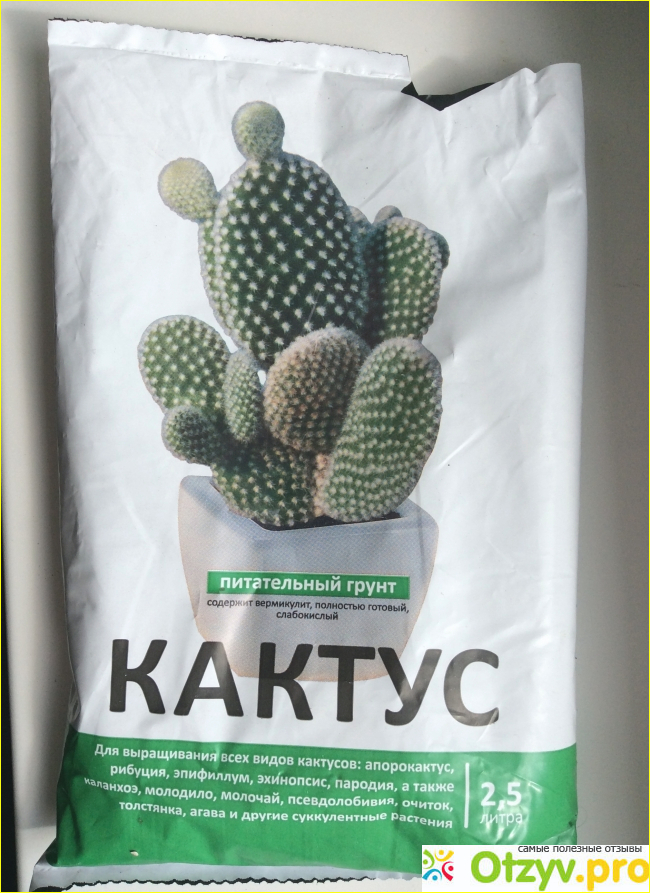 питательный грунт
содержит вермикулит, полностью готовый,
слабокислый
КАКТУС
Для выращивания всех видов кактусов: апорокактус,
рибуция, эпифиллум, эхинопсис, пародия, а также
каланхоэ, молодило, молочай, псевдолобивия, очиток,
толстянка, агава и другие суккулентные растения
2,5
литра
самые полезные отзывы
Otzyv.pro